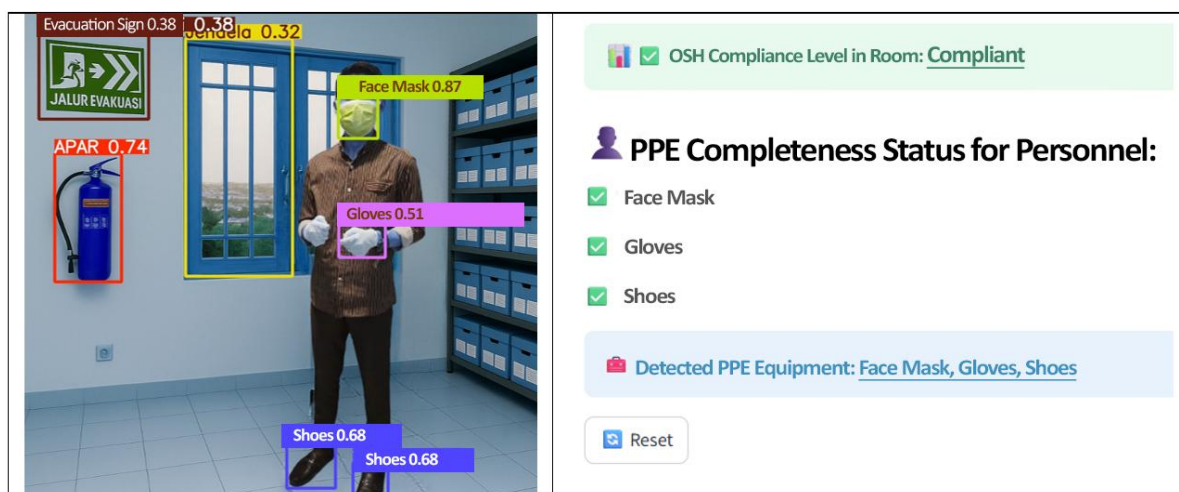 Evacuation Sign 0.38 0.38
Jendela 0.32
Face Mask 0.87
JALUR EVAKUASI
APAR 0.74
Gloves 0.51
Shoes 0.68
Shoes 0.68
OSH Compliance Level in Room: Compliant
PPE Completeness Status for Personnel:
Face Mask
Gloves
Shoes
Detected PPE Equipment: Face Mask, Gloves, Shoes
Reset